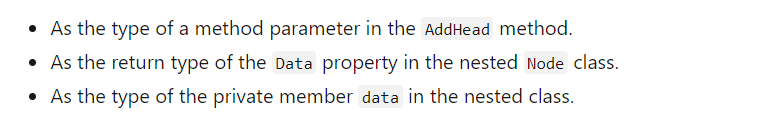 As the type of a method parameter in the AddHead method.
As the return type of the Data property in the nested Node class.
As the type of the private member data in the nested class.